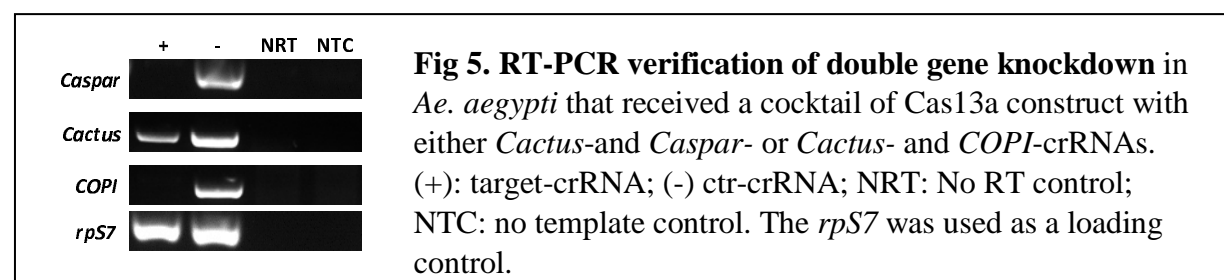 + - NRT NTC
Caspar
Cactus
COPI
rpS7
Fig 5. RT-PCR verification of double gene knockdown in
Ae. aegypti that received a cocktail of Cas13a construct with
either Cactus-and Caspar- or Cactus- and COPI-crRNAs.
(+): target-crRNA; (-) ctr-crRNA; NRT: No RT control;
NTC: no template control. The rpS7 was used as a loading
control.